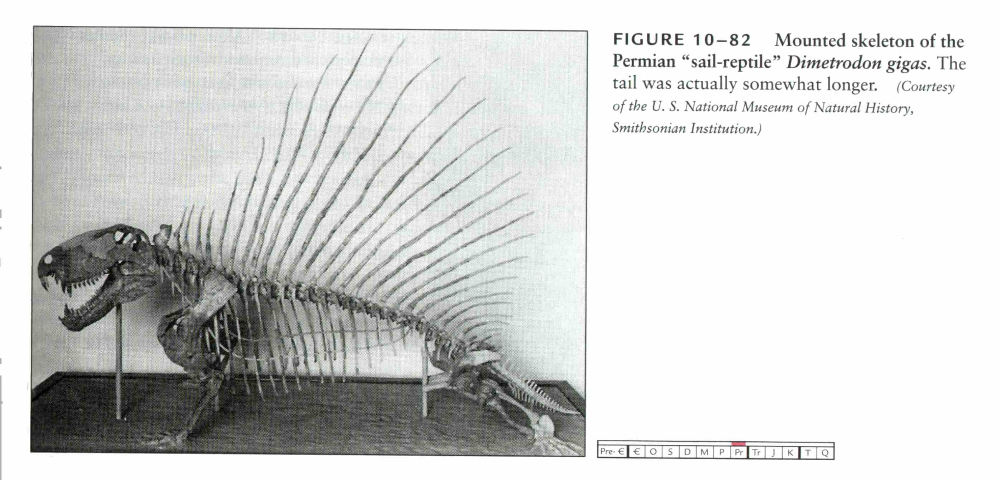 FIGURE 10–82 Mounted skeleton of the
Permian “sail-reptile” Dimetrodon gigas. The
tail was actually somewhat longer. (Courtesy
of the U. S. National Museum of Natural History,
Smithsonian Institution.)
Pre-€ € O S D M P Pr Tr J K T Q